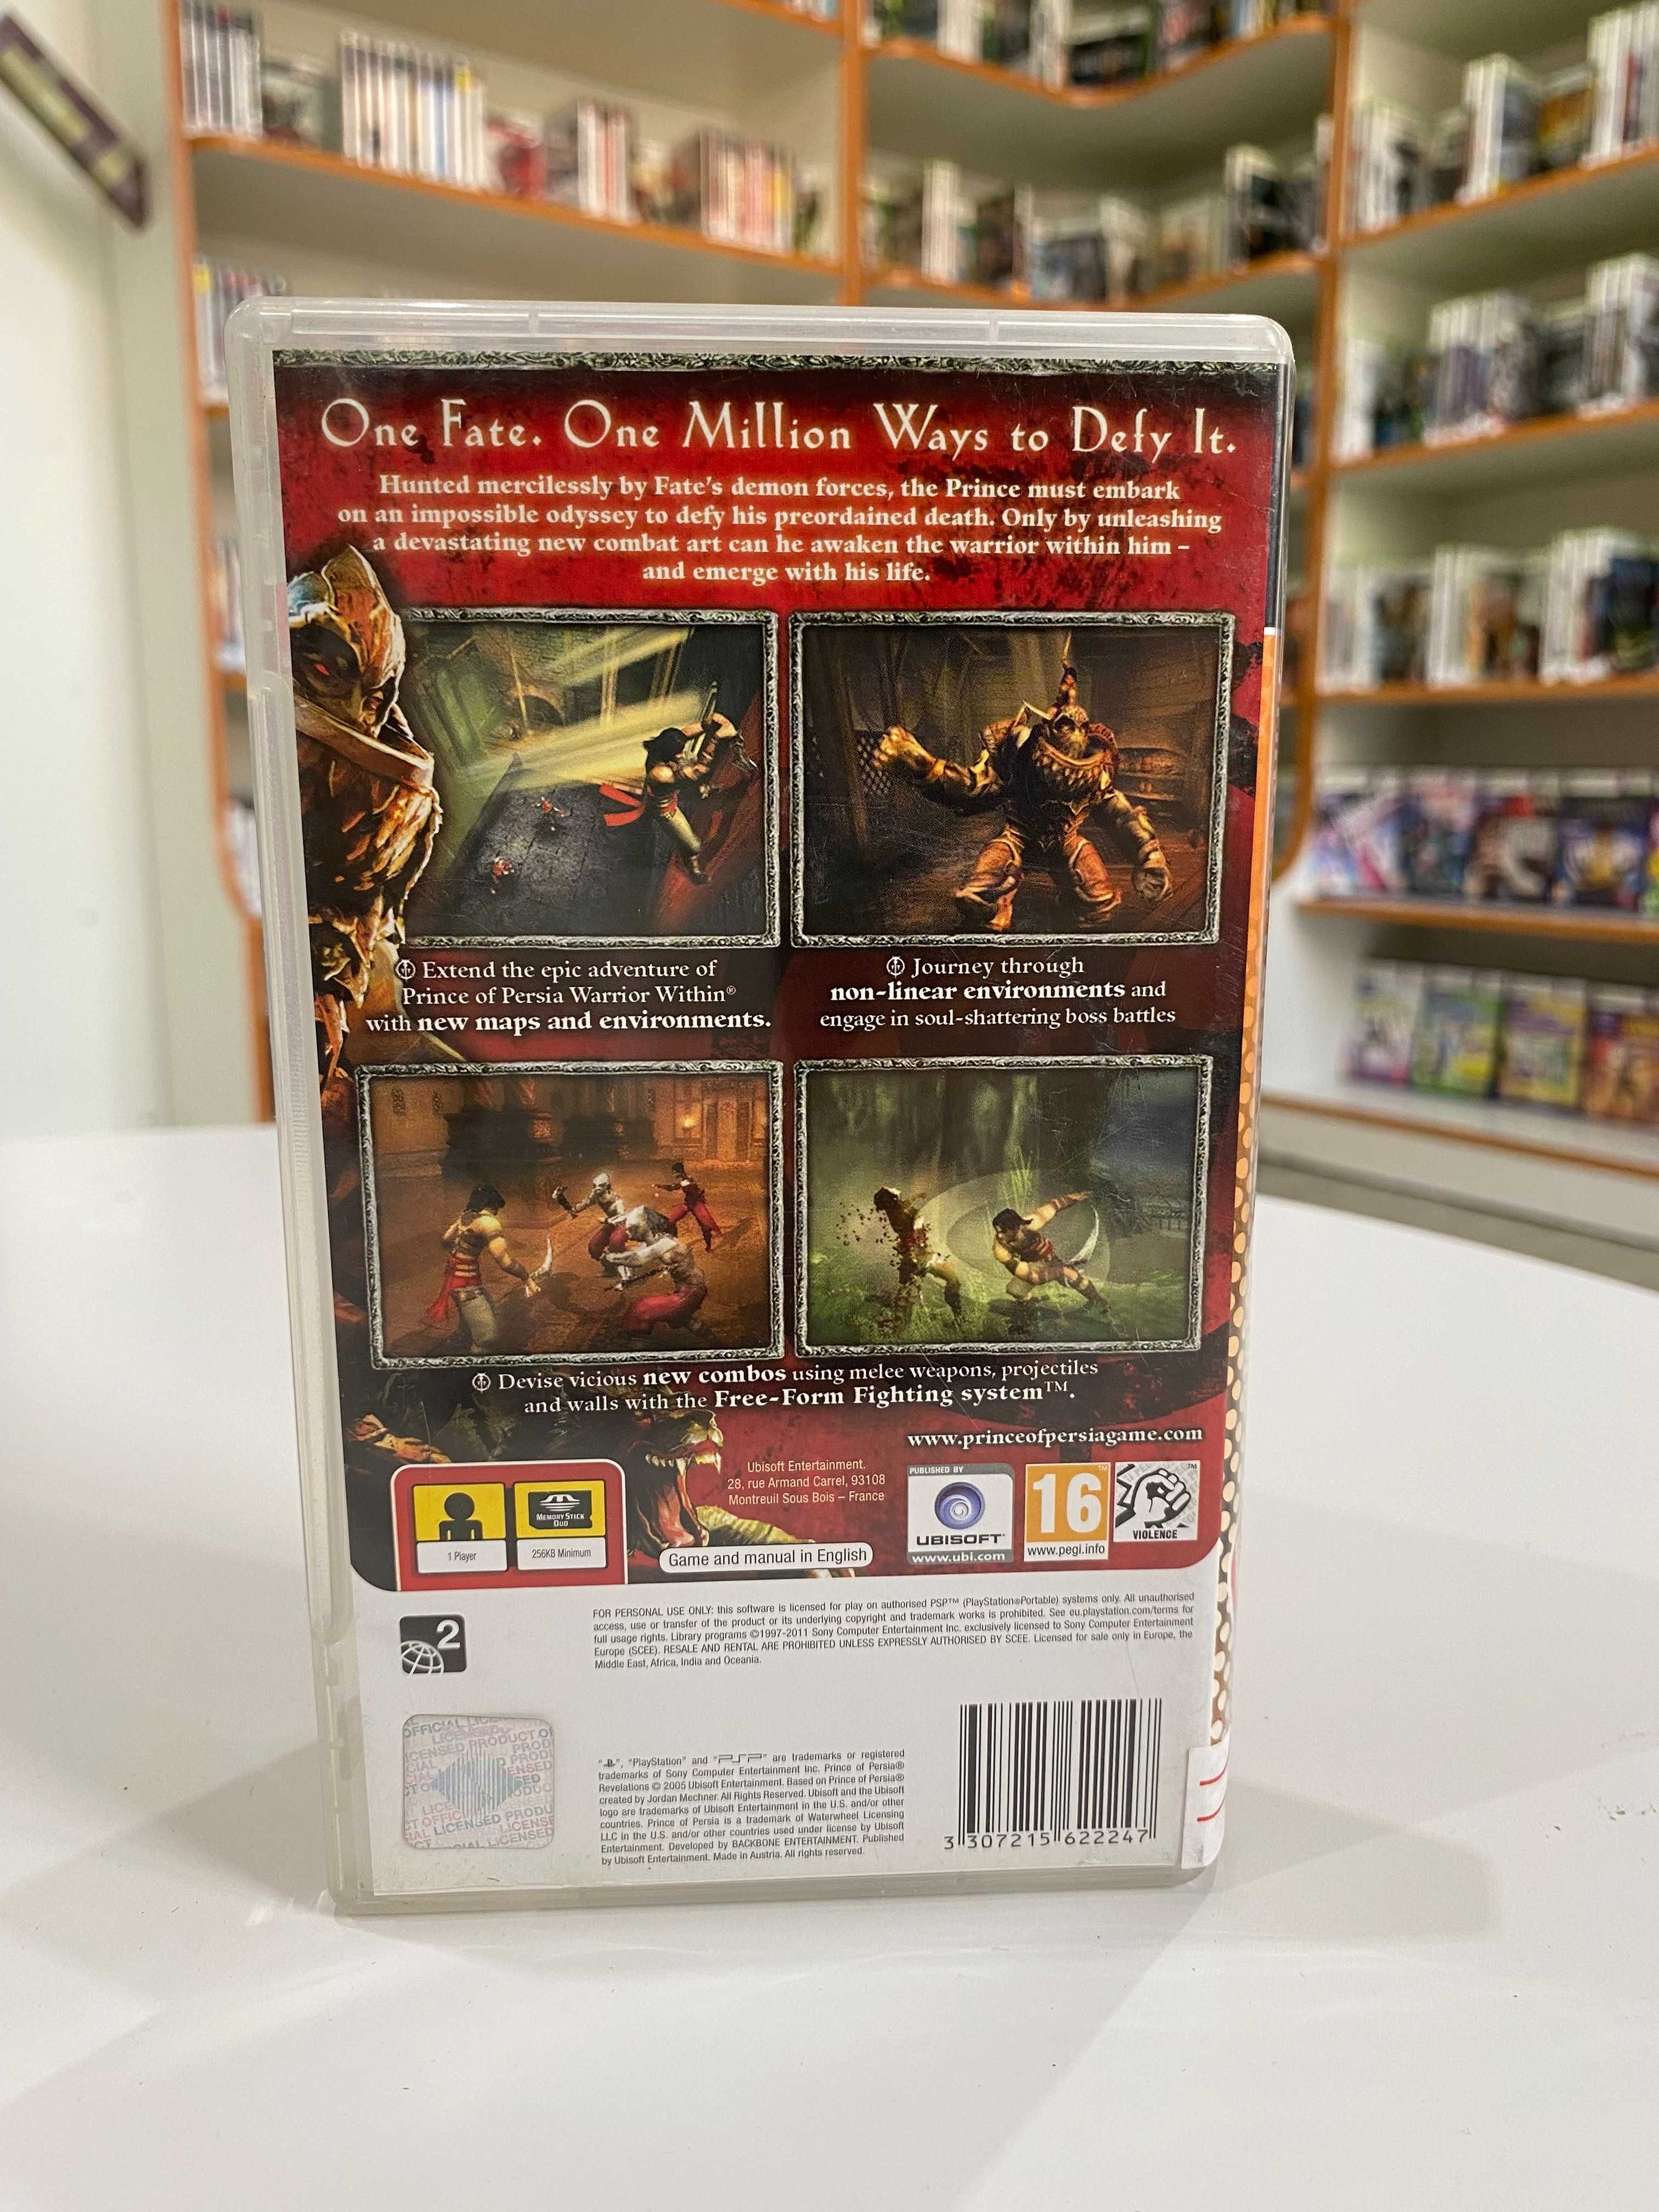 One Fate. One Million Ways to Defy It.
Hunted mercilessly by Fate's demon forces, the Prince must embark
on an impossible odyssey to defy his preordained death. Only by unleashing
a devastating new combat art can he awaken the warrior within him –
and emerge with his life.
Extend the epic adventure of
Prince of Persia Warrior Within®
with new maps and environments.
Journey through
non-linear environments and
engage in soul-shattering boss battles
Devise vicious new combos using melee weapons, projectiles
and walls with the Free-Form Fighting system™.
www.princeofpersiagame.com
1 Player
MEMORY STICK
DUO
256KB Minimum
Ubisoft Entertainment.
28, rue Armand Carrel, 93108
Montreuil Sous Bois – France
Game and manual in English
PUBLISHED BY
UBISOFT
www.ubi.com
16
www.pegi.info
VIOLENCE
2
FOR PERSONAL USE ONLY: this software is licensed for play on authorised PSP™ (PlayStation®Portable) systems only. All unauthorised
access, use or transfer of the product or its underlying copyright and trademark works is prohibited. See eu.playstation.com/terms for
full usage rights. Library programs ©1997-2011 Sony Computer Entertainment Inc. exclusively licensed to Sony Computer Entertainment
Europe (SCEE). RESALE AND RENTAL ARE PROHIBITED UNLESS EXPRESSLY AUTHORISED BY SCEE. Licensed for sale only in Europe, the
Middle East, Africa, India and Oceania.
"PlayStation" and "PSP" are trademarks or registered
trademarks of Sony Computer Entertainment Inc. Prince of Persia®
Revelations © 2005 Ubisoft Entertainment. Based on Prince of Persia®
created by Jordan Mechner. All Rights Reserved. Ubisoft and the Ubisoft
logo are trademarks of Ubisoft Entertainment in the U.S. and/or other
countries. Prince of Persia is a trademark of Waterwheel Licensing
LLC in the U.S. and/or other countries used under license by Ubisoft
Entertainment. Developed by BACKBONE ENTERTAINMENT. Published
by Ubisoft Entertainment. Made in Austria. All rights reserved.
3 307215 622247